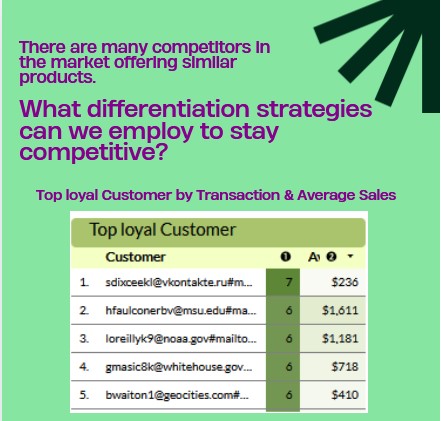 There are many competitors in
the market offering similar
products.
What differentiation strategies
can we employ to stay
competitive?
Top loyal Customer by Transaction & Average Sales
Top loyal Customer
Customer ❶ A\ ❷
1. sdixceekl@vkontakte.ru#m... 7 $236
2. hfaulconerbv@msu.edu#ma... 6 $1,611
3. loreillyk9@noaa.gov#mailto... 6 $1,181
4. gmasic8k@whitehouse.gov... 6 $718
5. bwaiton1@geocities.com#... 6 $410